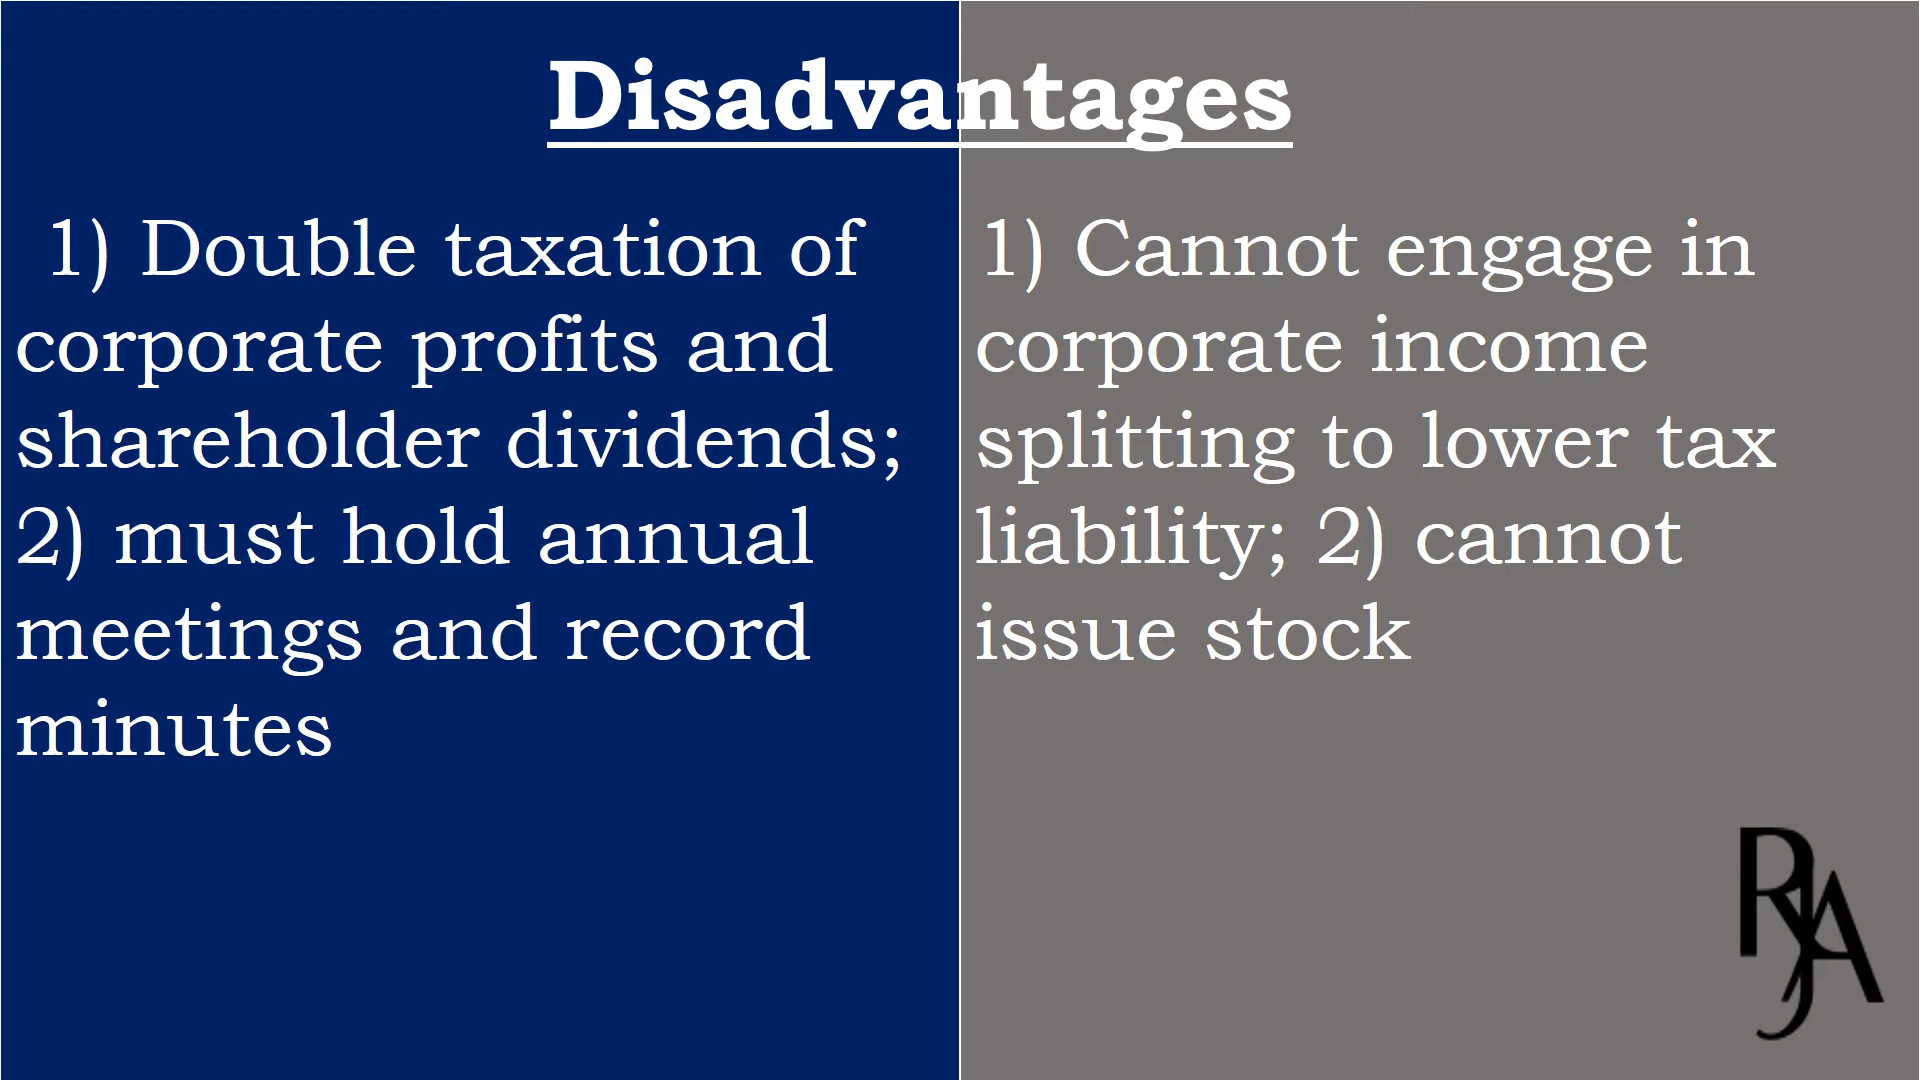 Disadvantages
1) Double taxation of
corporate profits and
shareholder dividends;
2) must hold annual
meetings and record
minutes
1) Cannot engage in
corporate income
splitting to lower tax
liability; 2) cannot
issue stock
RJA